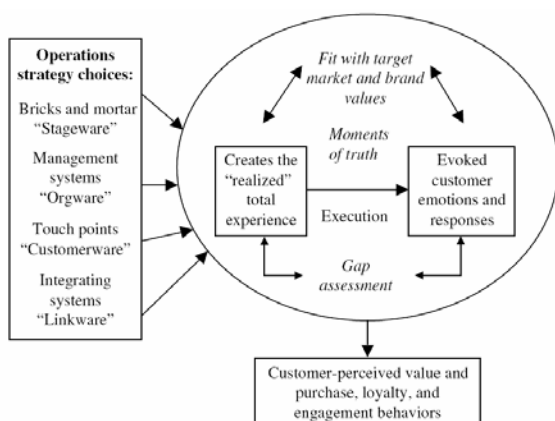 Operations
strategy choices:
Bricks and mortar
“Stageware”
Management
systems
“Orgware”
Touch points
“Customerware”
Integrating
systems
“Linkware”
Fit with target
market and brand
values
Moments
of truth
Creates the
“realized”
total
experience
Execution
Evoked
customer
emotions and
responses
Gap
assessment
Customer-perceived value and
purchase, loyalty, and
engagement behaviors